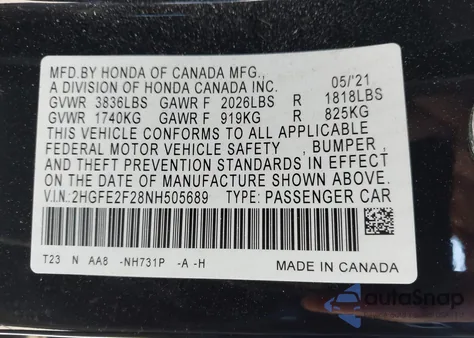 MFD.BY HONDA OF CANADA MFG.,
A DIVISION OF HONDA CANADA INC. 05/'21
GVWR 3836LBS GAWR F 2026LBS R 1818LBS
GVWR 1740KG GAWR F 919KG R 825KG
THIS VEHICLE CONFORMS TO ALL APPLICABLE
FEDERAL MOTOR VEHICLE SAFETY , BUMPER ,
AND THEFT PREVENTION STANDARDS IN EFFECT
ON THE DATE OF MANUFACTURE SHOWN ABOVE.
V.I.N.:2HGFE2F28NH505689 TYPE: PASSENGER CAR
T23 N AA8 -NH731P -A -H
MADE IN CANADA
autoSnap